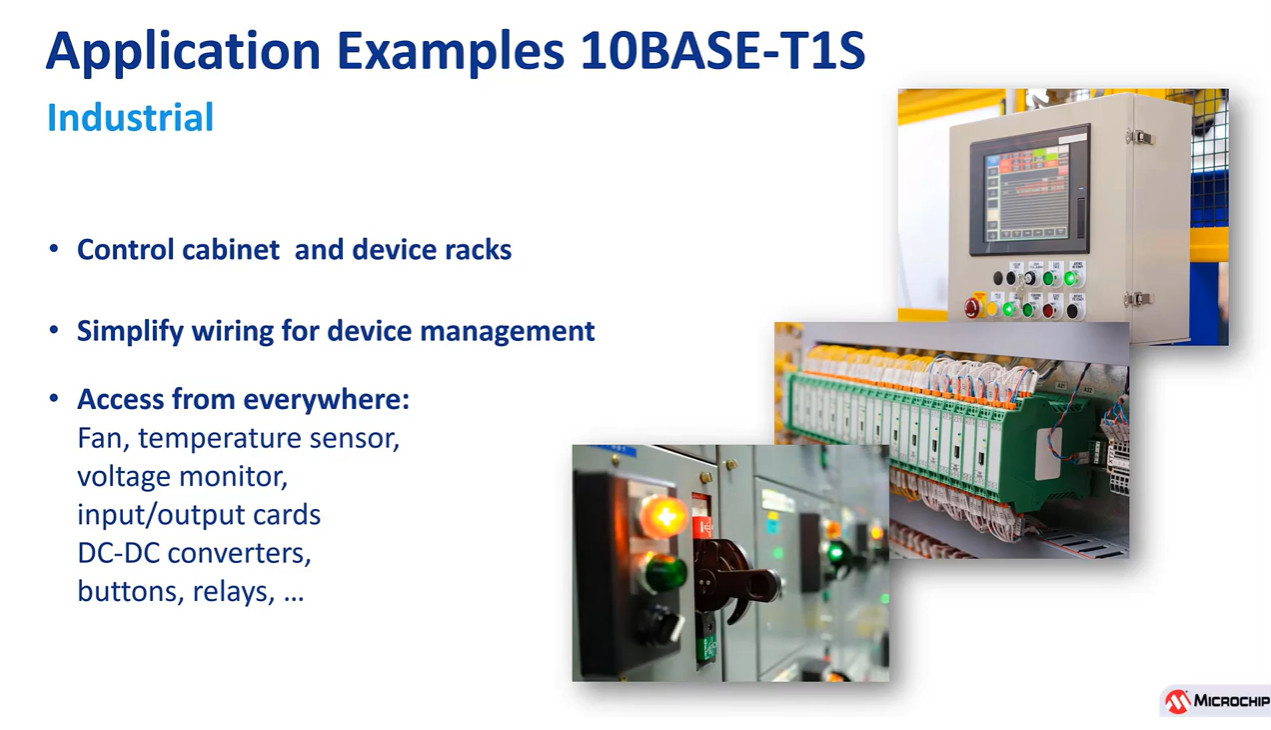 Application Examples 10BASE-T1S
Industrial
• Control cabinet  and device racks
• Simplify wiring for device management
• Access from everywhere:
Fan, temperature sensor,
voltage monitor,
input/output cards
DC-DC converters,
buttons, relays, …
MICROCHIP